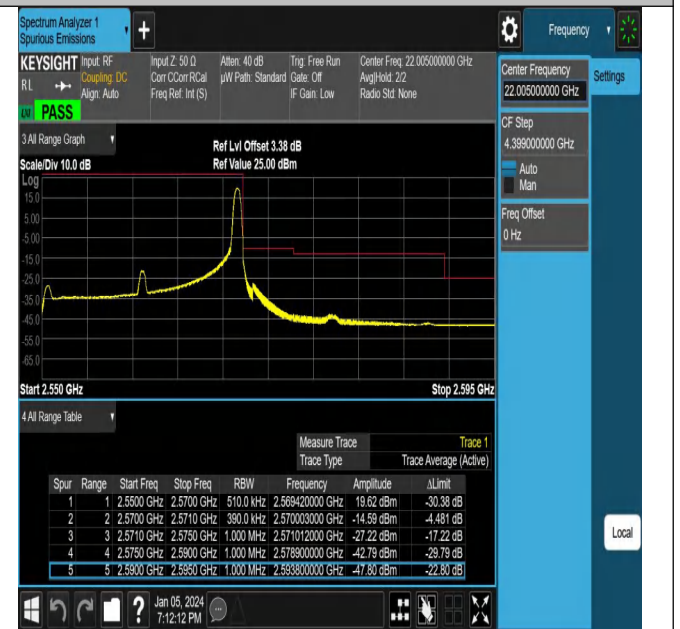 Spectrum Analyzer 1
Spurious Emissions
+
Frequency
KEYSIGHT
RL
Input: RF
Coupling: DC
Align: Auto
Input Z: 50 Ω
Corr CCorr RCal
Freq Ref: Int (S)
Atten: 40 dB
µW Path: Standard
Trig: Free Run
Gate: Off
IF Gain: Low
Center Freq: 22.005000000 GHz
Avg|Hold: 2/2
Radio Std: None
PASS
Center Frequency
22.005000000 GHz
Settings
CF Step
4.399000000 GHz
Auto
Man
Freq Offset
0 Hz
3 All Range Graph
Scale/Div 10.0 dB
Ref Lvl Offset 3.38 dB
Ref Value 25.00 dBm
Log
15.0
5.00
-5.00
-15.0
-25.0
-35.0
-45.0
-55.0
-65.0
Start 2.550 GHz
Stop 2.595 GHz
4 All Range Table
Measure Trace Trace 1
Trace Type Trace Average (Active)
Spur Range Start Freq Stop Freq RBW Frequency Amplitude ΔLimit
1 1 2.5500 GHz 2.5700 GHz 510.0 kHz 2.569420000 GHz 19.62 dBm -30.38 dB
2 2 2.5700 GHz 2.5710 GHz 390.0 kHz 2.570003000 GHz -14.59 dBm -4.481 dB
3 3 2.5710 GHz 2.5750 GHz 1.000 MHz 2.571012000 GHz -27.22 dBm -17.22 dB
4 4 2.5750 GHz 2.5900 GHz 1.000 MHz 2.578900000 GHz -42.79 dBm -29.79 dB
5 5 2.5900 GHz 2.5950 GHz 1.000 MHz 2.593800000 GHz -47.80 dBm -22.80 dB
Local
?
Jan 05, 2024
7:12:12 PM